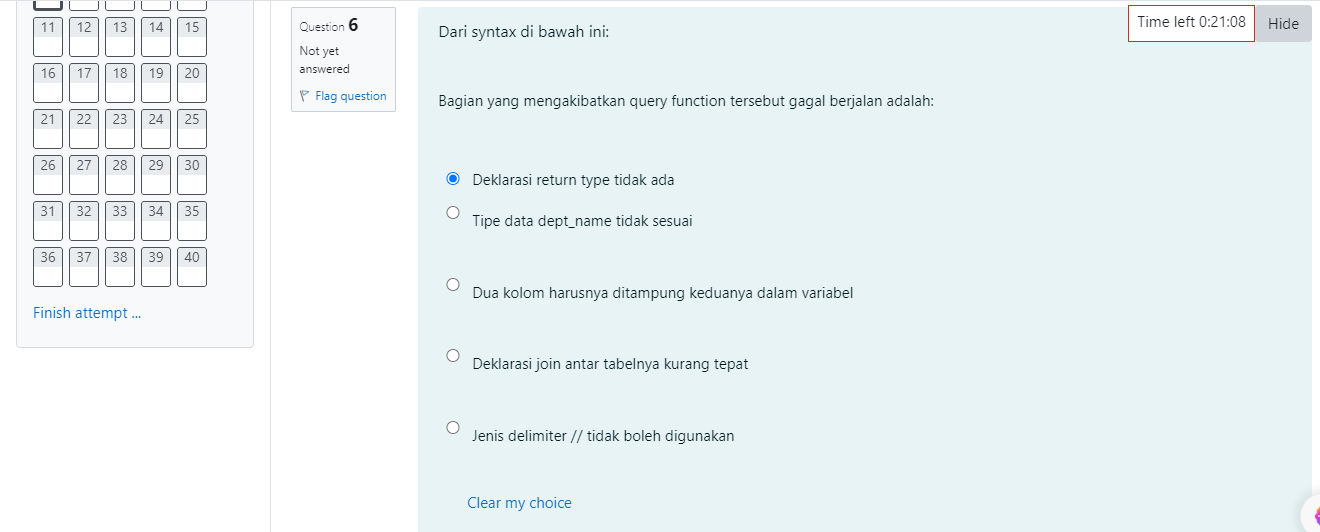 11 12 13 14 15
16 17 18 19 20
21 22 23 24 25
26 27 28 29 30
31 32 33 34 35
36 37 38 39 40
Finish attempt ...
Question 6
Not yet
answered
Flag question
Time left 0:21:08
Hide
Dari syntax di bawah ini:
Bagian yang mengakibatkan query function tersebut gagal berjalan adalah:
Deklarasi return type tidak ada
Tipe data dept_name tidak sesuai
Dua kolom harusnya ditampung keduanya dalam variabel
Deklarasi join antar tabelnya kurang tepat
Jenis delimiter // tidak boleh digunakan
Clear my choice